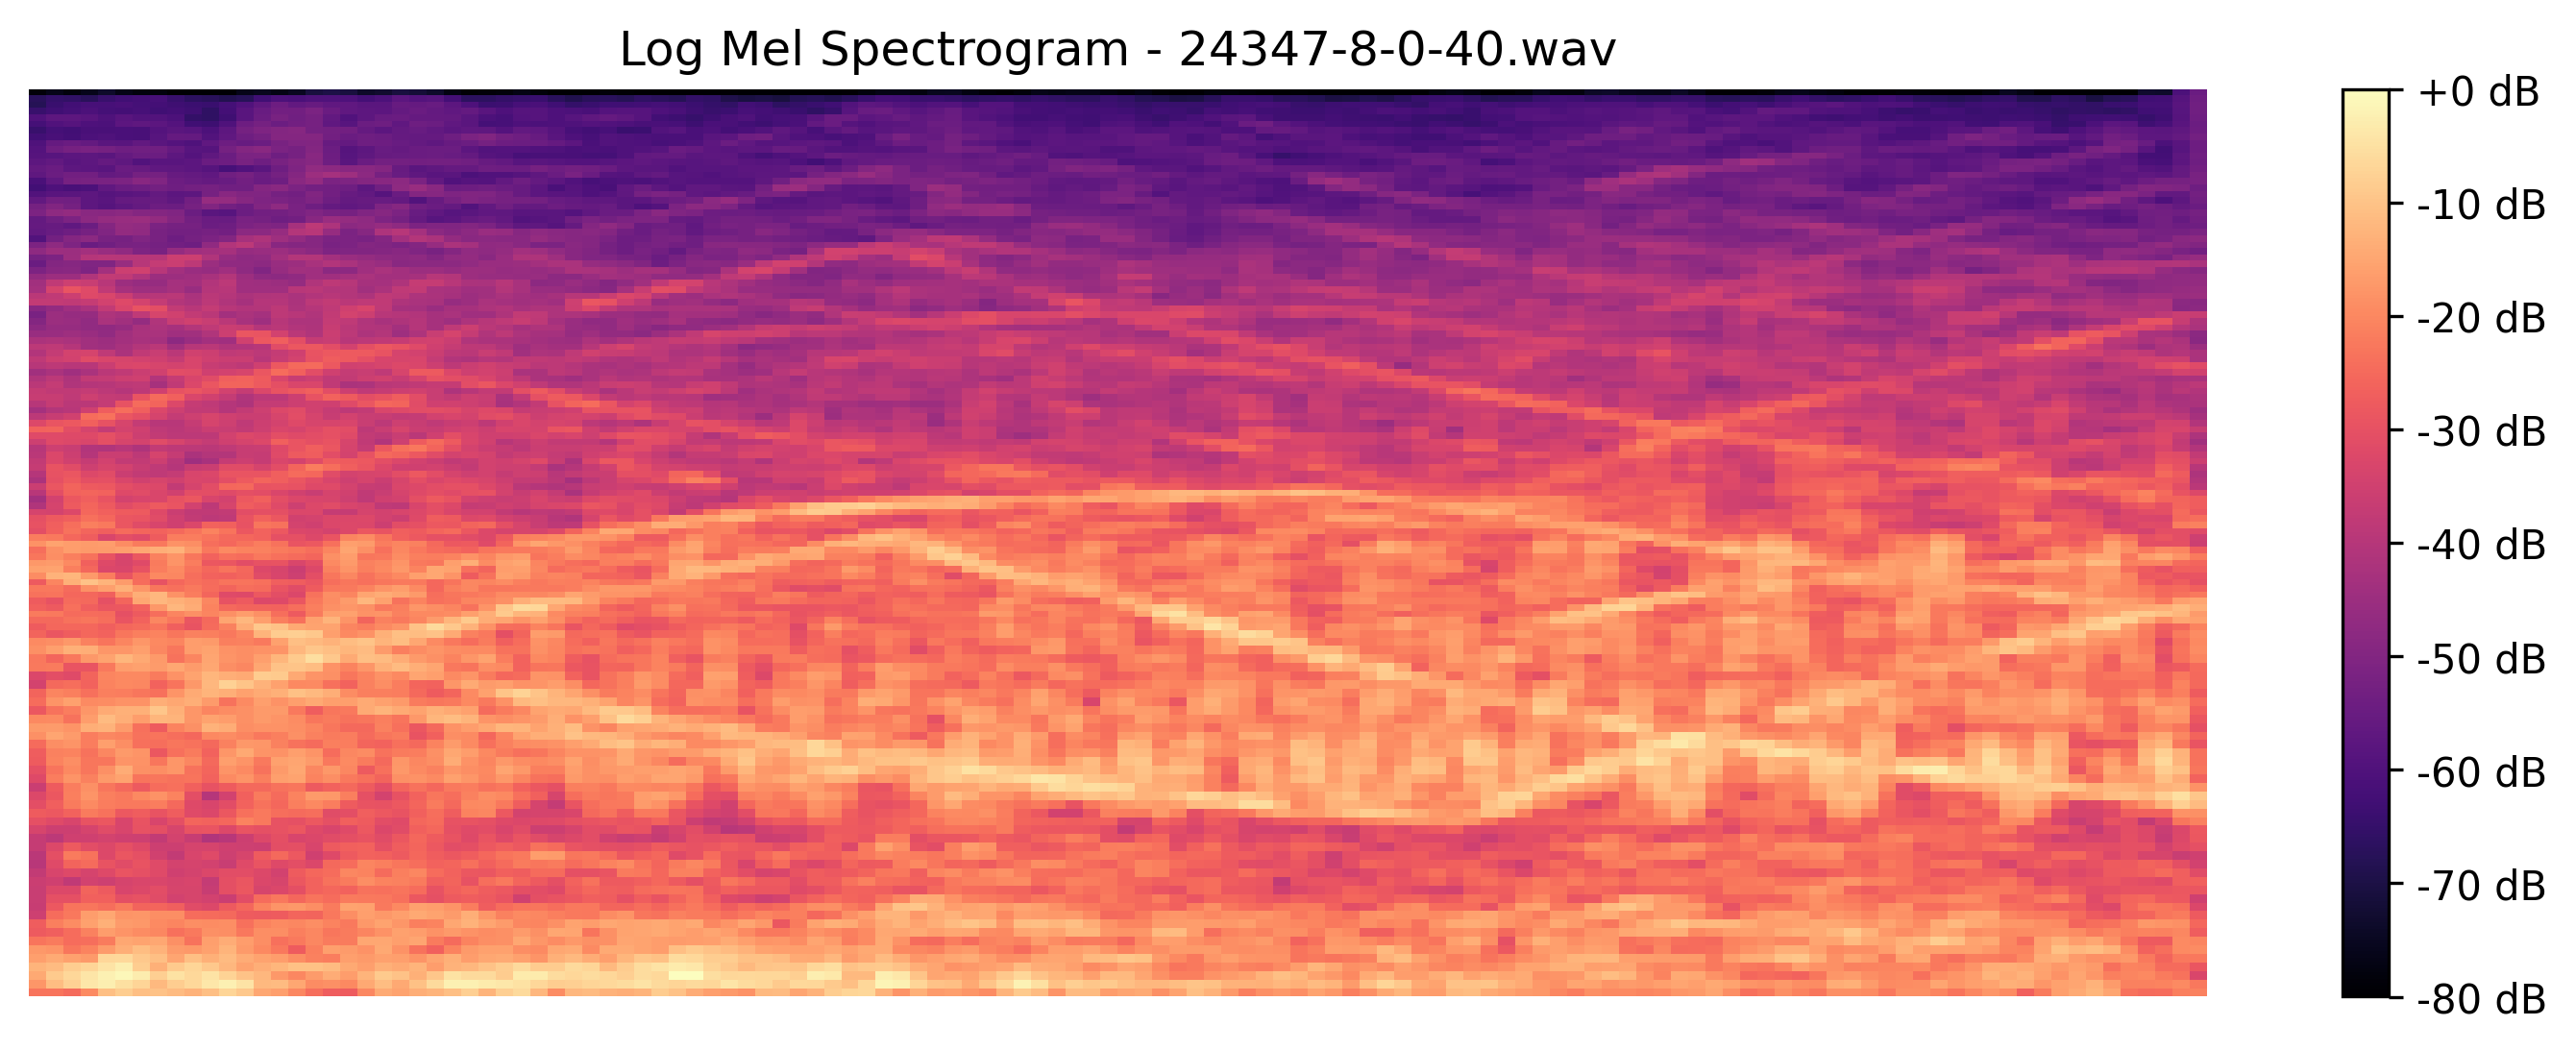 Log Mel Spectrogram - 24347-8-0-40.wav
+0 dB
-10 dB
-20 dB
-30 dB
-40 dB
-50 dB
-60 dB
-70 dB
-80 dB